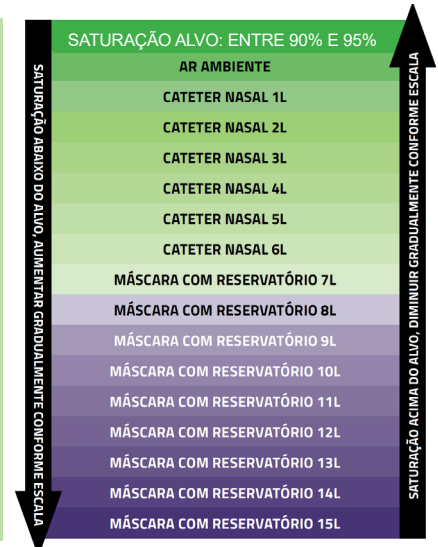 SATURAÇÃO ALVO: ENTRE 90% E 95%
AR AMBIENTE
CATETER NASAL 1L
CATETER NASAL 2L
CATETER NASAL 3L
CATETER NASAL 4L
CATETER NASAL 5L
CATETER NASAL 6L
MÁSCARA COM RESERVATÓRIO 7L
MÁSCARA COM RESERVATÓRIO 8L
MÁSCARA COM RESERVATÓRIO 9L
MÁSCARA COM RESERVATÓRIO 10L
MÁSCARA COM RESERVATÓRIO 11L
MÁSCARA COM RESERVATÓRIO 12L
MÁSCARA COM RESERVATÓRIO 13L
MÁSCARA COM RESERVATÓRIO 14L
MÁSCARA COM RESERVATÓRIO 15L
SATURAÇÃO ABAIXO DO ALVO, AUMENTAR GRADUALMENTE CONFORME ESCALA
SATURAÇÃO ACIMA DO ALVO, DIMINUIR GRADUALMENTE CONFORME ESCALA